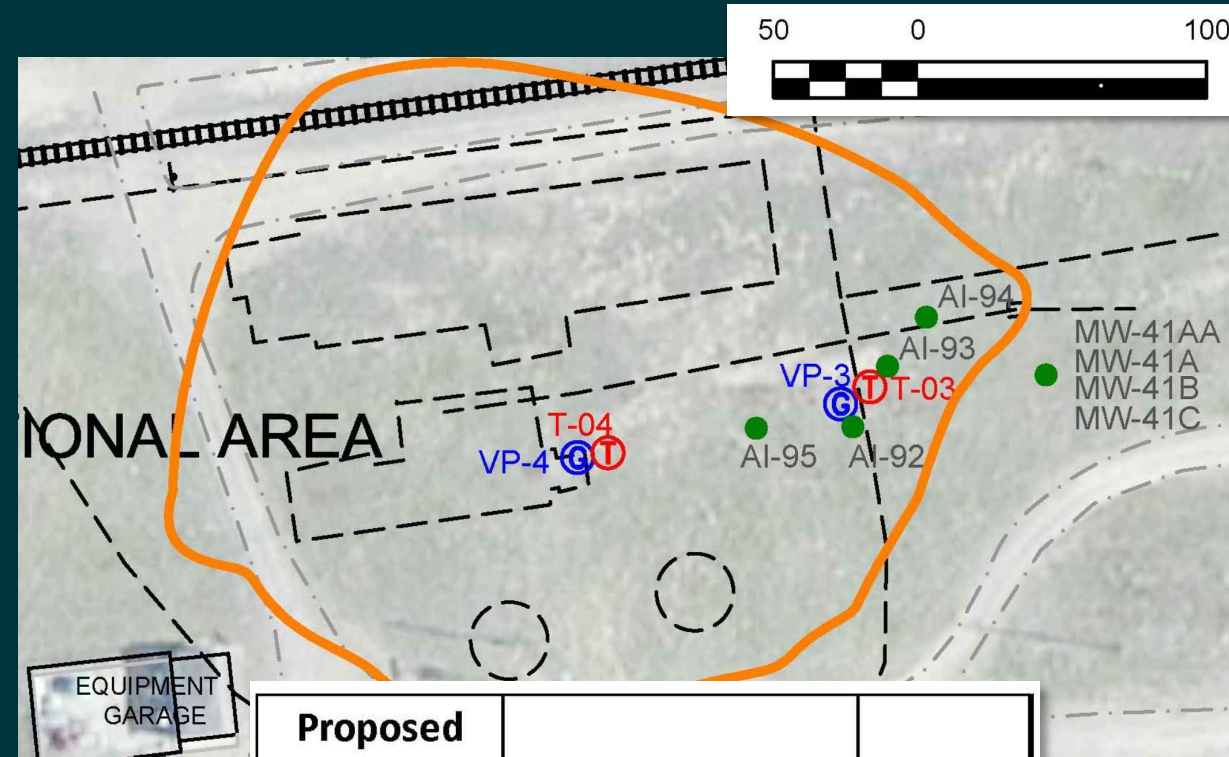 50 0 100
AI-94
MW-41AA
AI-93
MW-41A
VP-3 T T-03
MW-41B
G
MW-41C
T-04
IONAL AREA
VP-4 G T
AI-95 AI-92
EQUIPMENT
GARAGE
Proposed